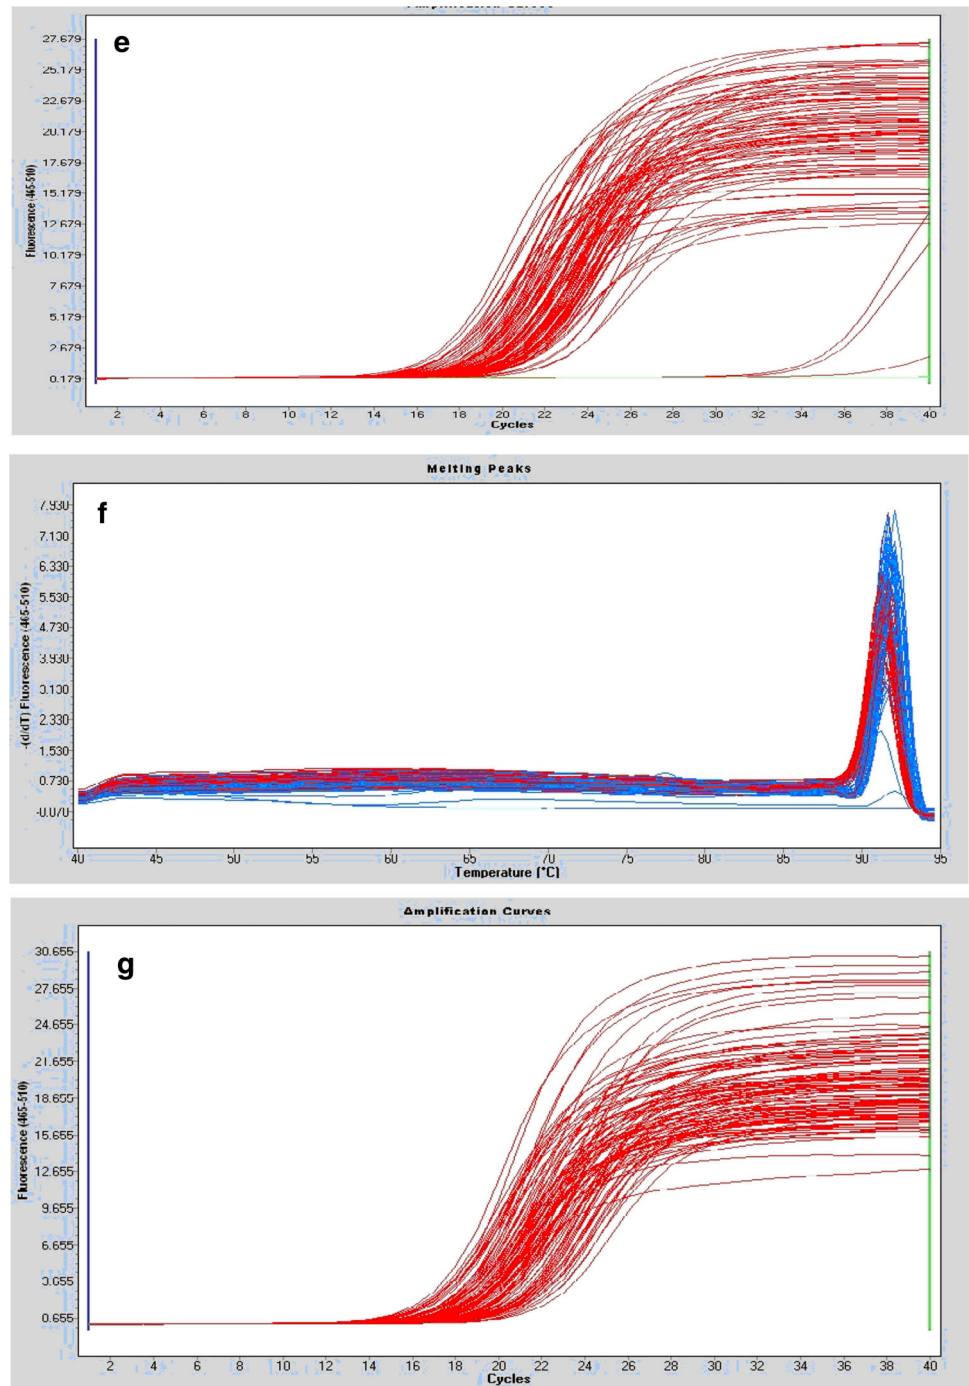 Amplification Curves
e
27.679
25.179
22.679
20.179
17.679
15.179
12.679
10.179
7.679
5.179
2.679
0.179
Fluorescence (465-510)
2 4 6 8 10 12 14 16 18 20 22 24 26 28 30 32 34 36 38 40
Cycles
Melting Peaks
f
7.930
7.130
6.330
5.530
4.730
3.930
3.130
2.330
1.530
0.730
-0.070
-(d/dT) Fluorescence (465-510)
40 45 50 55 60 65 70 75 80 85 90 95
Temperature (°C)
Amplification Curves
g
30.655
27.655
24.655
21.655
18.655
15.655
12.655
9.655
6.655
3.655
0.655
Fluorescence (465-510)
2 4 6 8 10 12 14 16 18 20 22 24 26 28 30 32 34 36 38 40
Cycles